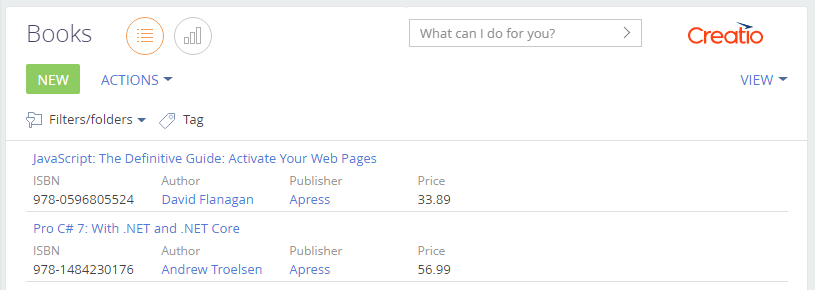 Books What can I do for you? Creatio
NEW ACTIONS VIEW
Filters/folders Tag
JavaScript: The Definitive Guide: Activate Your Web Pages
ISBN Author Publisher Price
978-0596805524 David Flanagan Apress 33.89
Pro C# 7: With .NET and .NET Core
ISBN Author Publisher Price
978-1484230176 Andrew Troelsen Apress 56.99